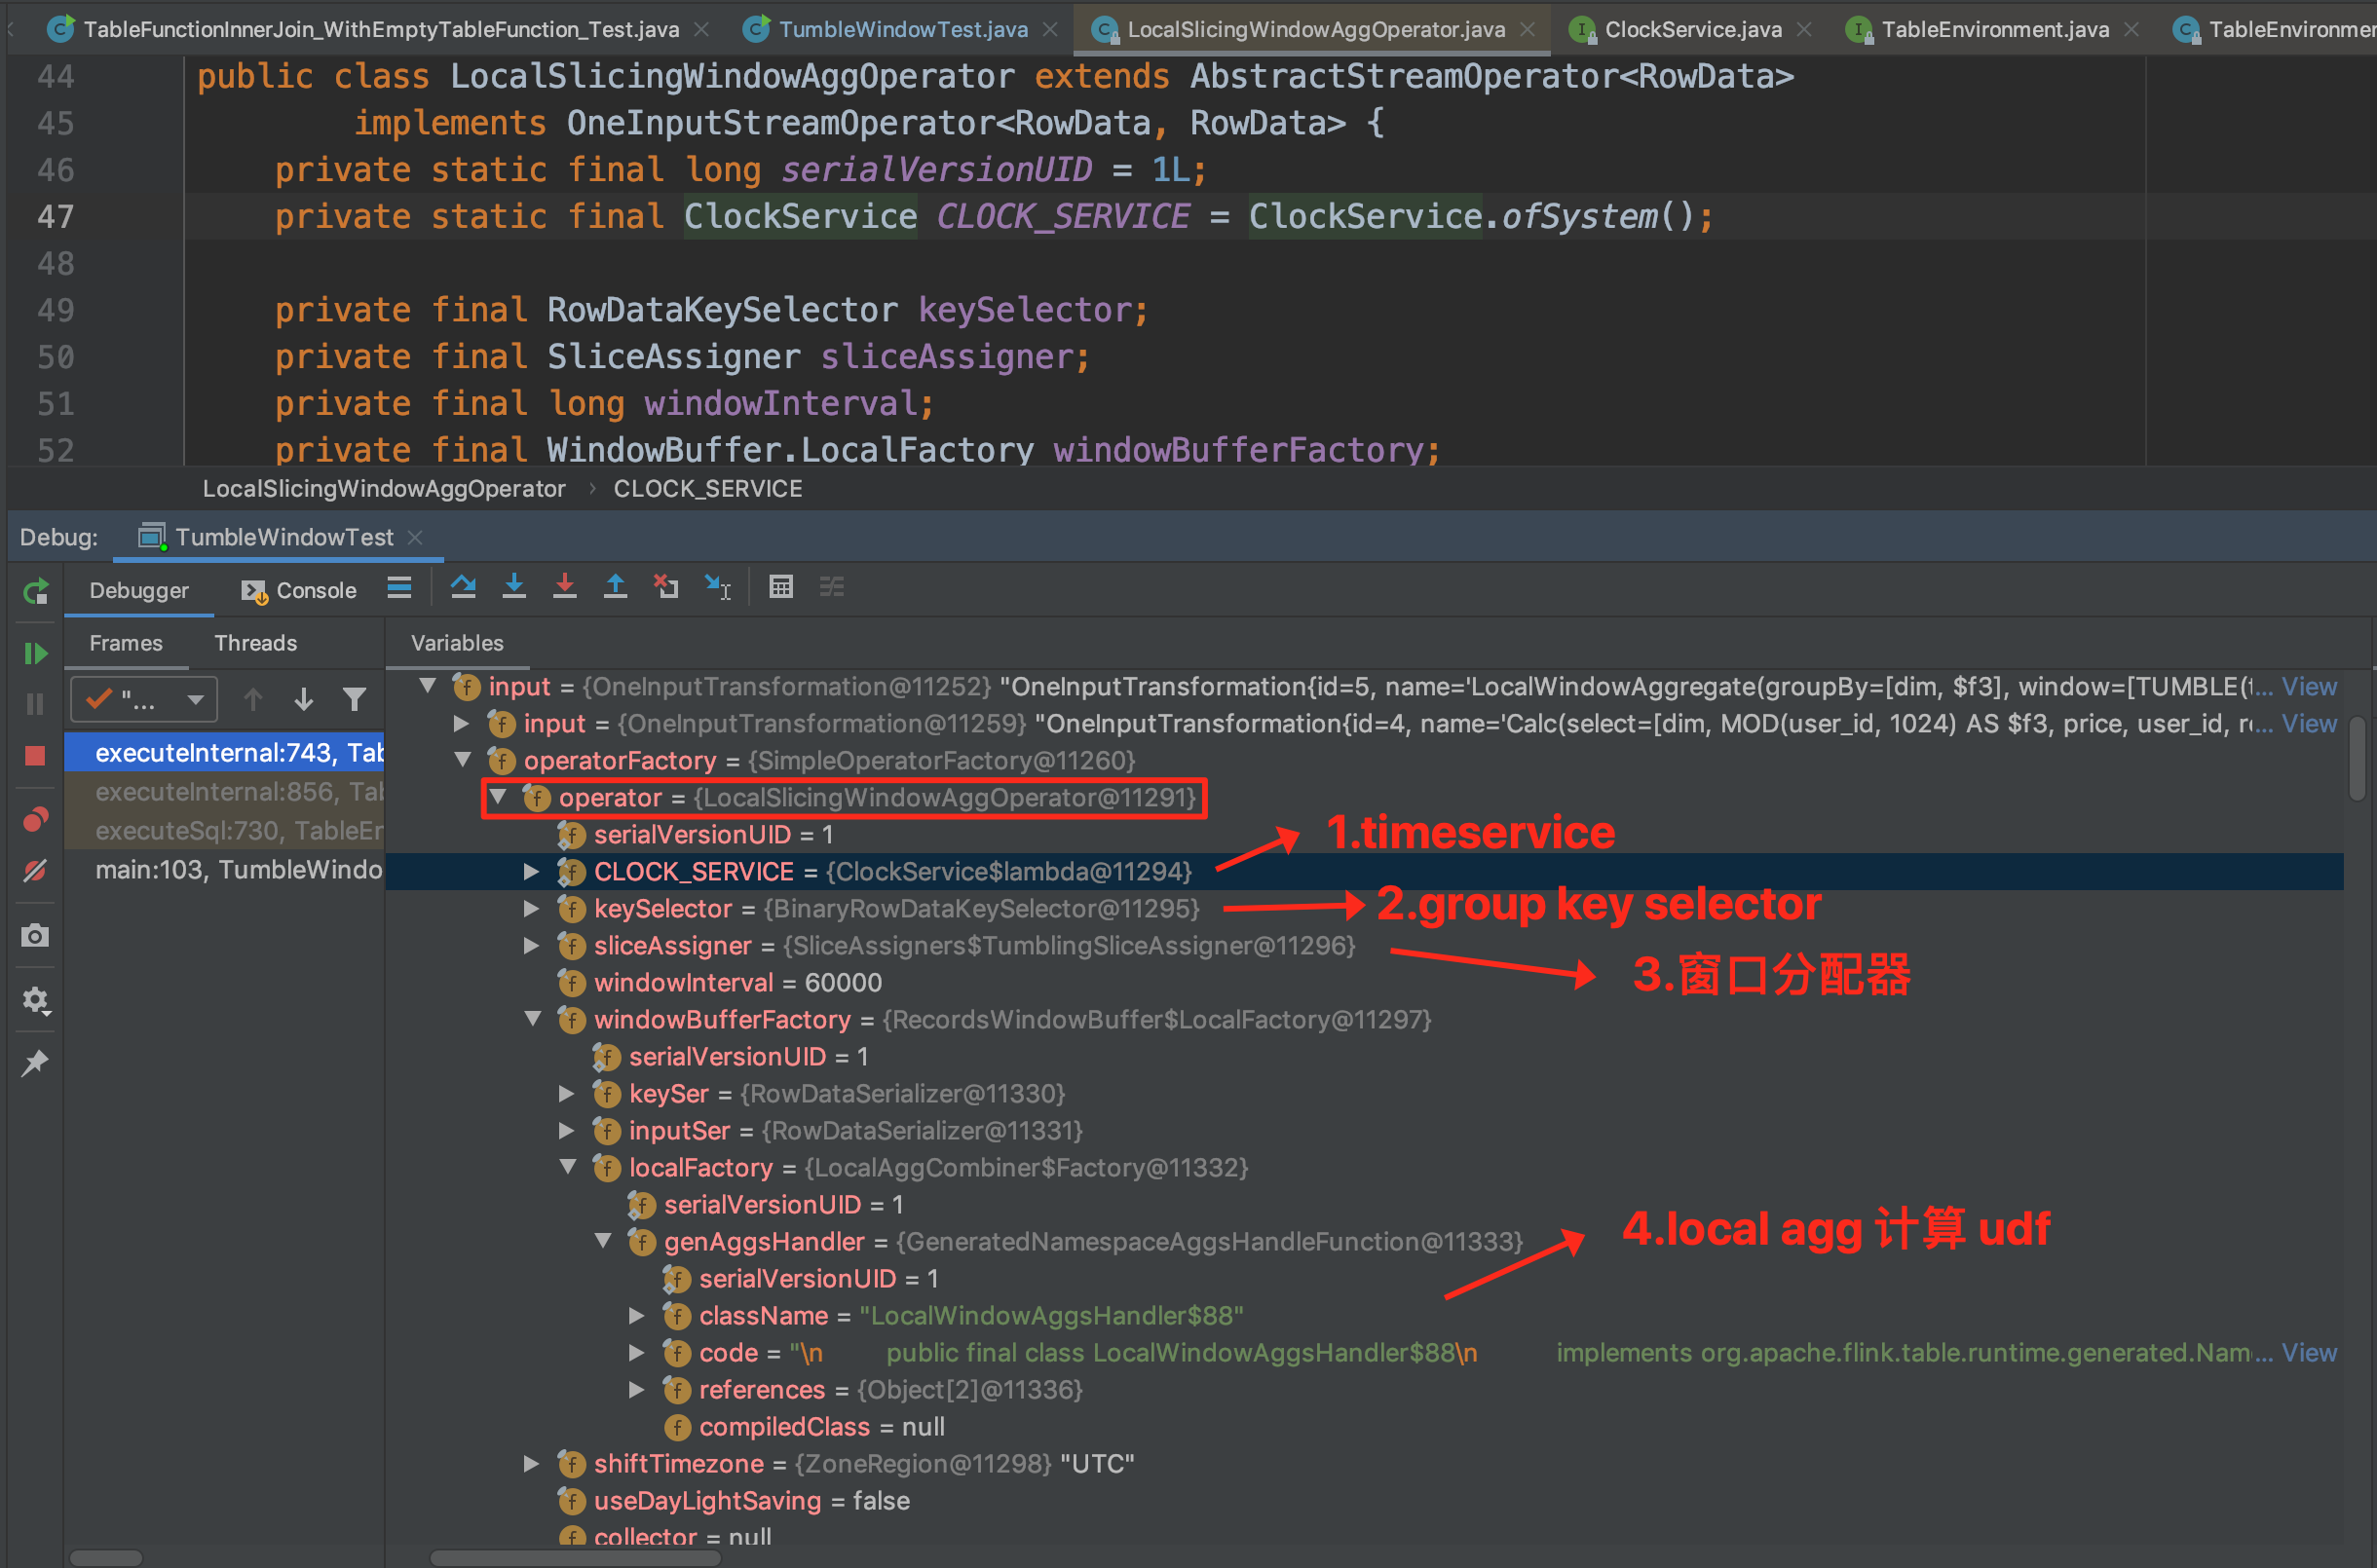 TableFunctionInnerJoin_WithEmptyTableFunction_Test.java TumbleWindowTest.java LocalSlicingWindowAggOperator.java ClockService.java TableEnvironment.java TableEnvironmer
44 public class LocalSlicingWindowAggOperator extends AbstractStreamOperator<RowData>
45 implements OneInputStreamOperator<RowData, RowData> {
46 private static final long serialVersionUID = 1L;
47 private static final ClockService CLOCK_SERVICE = ClockService.ofSystem();
48
49 private final RowDataKeySelector keySelector;
50 private final SliceAssigner sliceAssigner;
51 private final long windowInterval;
52 private final WindowBuffer.LocalFactory windowBufferFactory;
LocalSlicingWindowAggOperator › CLOCK_SERVICE
Debug: TumbleWindowTest
Debugger Console
Frames Threads Variables
"...
executeInternal:743, Tab
executeInternal:856, Tab
executeSql:730, TableEn
main:103, TumbleWindo
input = {OneInputTransformation@11252} "OneInputTransformation{id=5, name='LocalWindowAggregate(groupBy=[dim, $f3], window=[TUMBLE(t... View
input = {OneInputTransformation@11259} "OneInputTransformation{id=4, name='Calc(select=[dim, MOD(user_id, 1024) AS $f3, price, user_id, ro... View
operatorFactory = {SimpleOperatorFactory@11260}
operator = {LocalSlicingWindowAggOperator@11291}
serialVersionUID = 1
1.timeservice
CLOCK_SERVICE = {ClockService$lambda@11294}
keySelector = {BinaryRowDataKeySelector@11295}
2.group key selector
sliceAssigner = {SliceAssigners$TumblingSliceAssigner@11296}
3.窗口分配器
windowInterval = 60000
windowBufferFactory = {RecordsWindowBuffer$LocalFactory@11297}
serialVersionUID = 1
keySer = {RowDataSerializer@11330}
inputSer = {RowDataSerializer@11331}
localFactory = {LocalAggCombiner$Factory@11332}
serialVersionUID = 1
4.local agg 计算 udf
genAggsHandler = {GeneratedNamespaceAggsHandleFunction@11333}
serialVersionUID = 1
className = "LocalWindowAggsHandler$88"
code = "\n public final class LocalWindowAggsHandler$88\n implements org.apache.flink.table.runtime.generated.Nam... View
references = {Object[2]@11336}
compiledClass = null
shiftTimezone = {ZoneRegion@11298} "UTC"
useDayLightSaving = false
collector = null